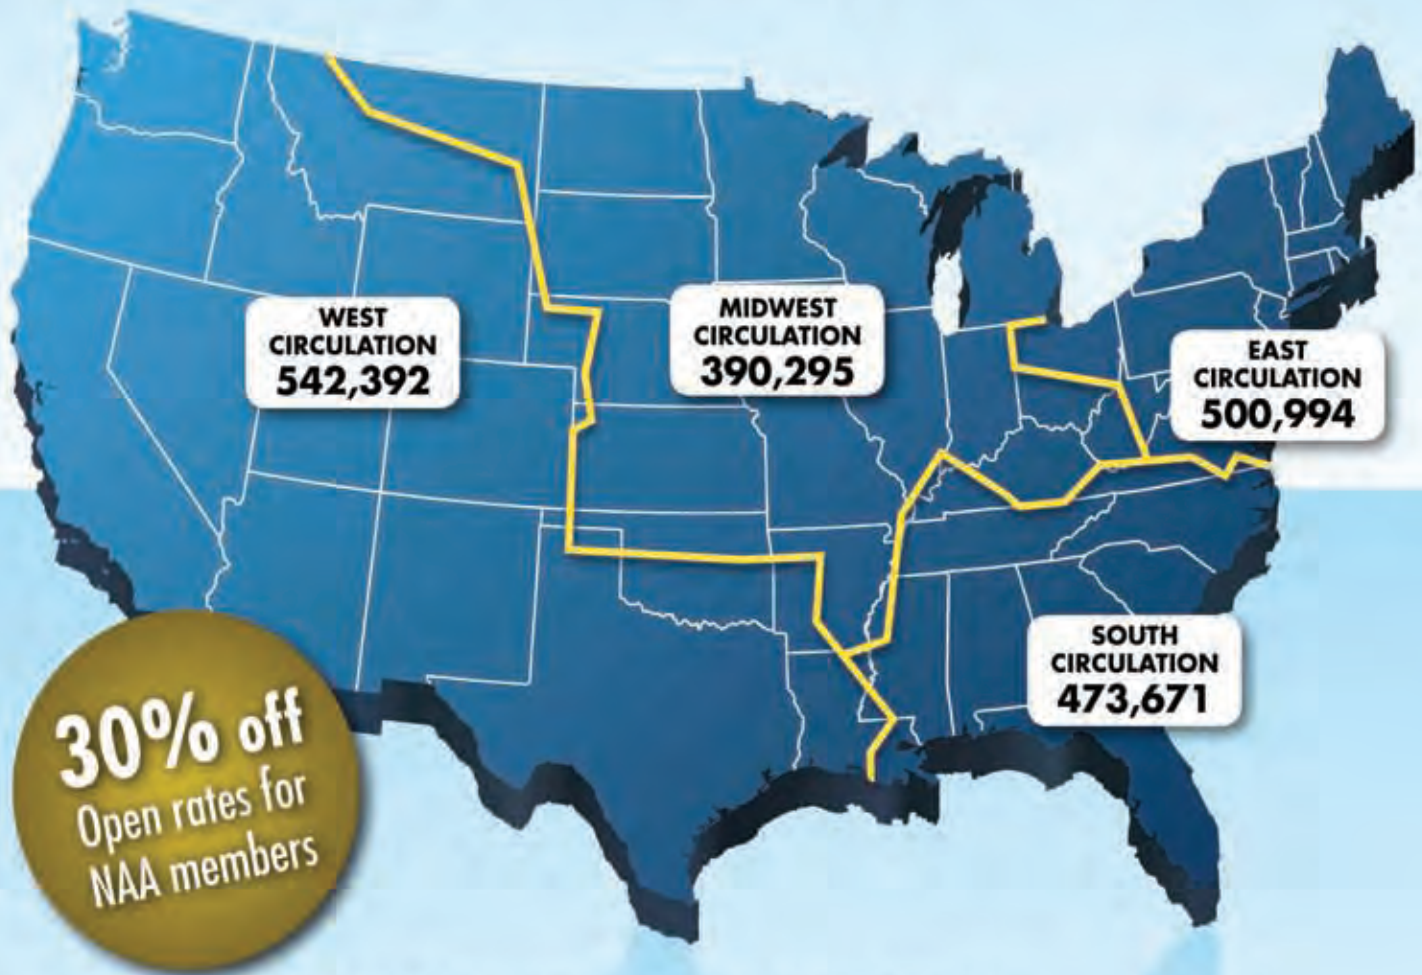 WEST
CIRCULATION
542,392
MIDWEST
CIRCULATION
390,295
EAST
CIRCULATION
500,994
SOUTH
CIRCULATION
473,671
30% off
Open rates for
NAA members